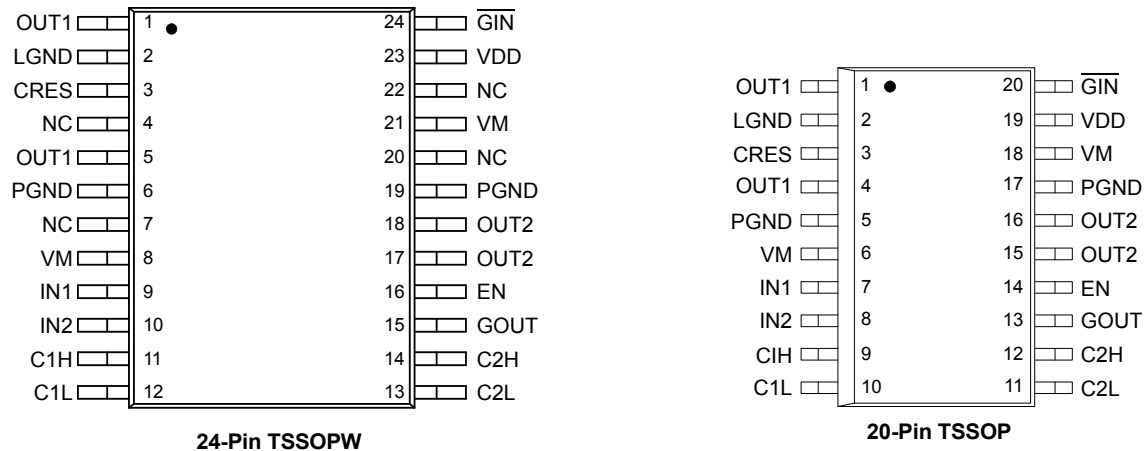 OUT1 1 24 GIN
LGND 2 23 VDD
CRES 3 22 NC
NC 4 21 VM
OUT1 5 20 NC
PGND 6 19 PGND
NC 7 18 OUT2
VM 8 17 OUT2
IN1 9 16 EN
IN2 10 15 GOUT
C1H 11 14 C2H
C1L 12 13 C2L
24-Pin TSSOPW
OUT1 1 20 GIN
LGND 2 19 VDD
CRES 3 18 VM
OUT1 4 17 PGND
PGND 5 16 OUT2
VM 6 15 OUT2
IN1 7 14 EN
IN2 8 13 GOUT
CIH 9 12 C2H
C1L 10 11 C2L
20-Pin TSSOP